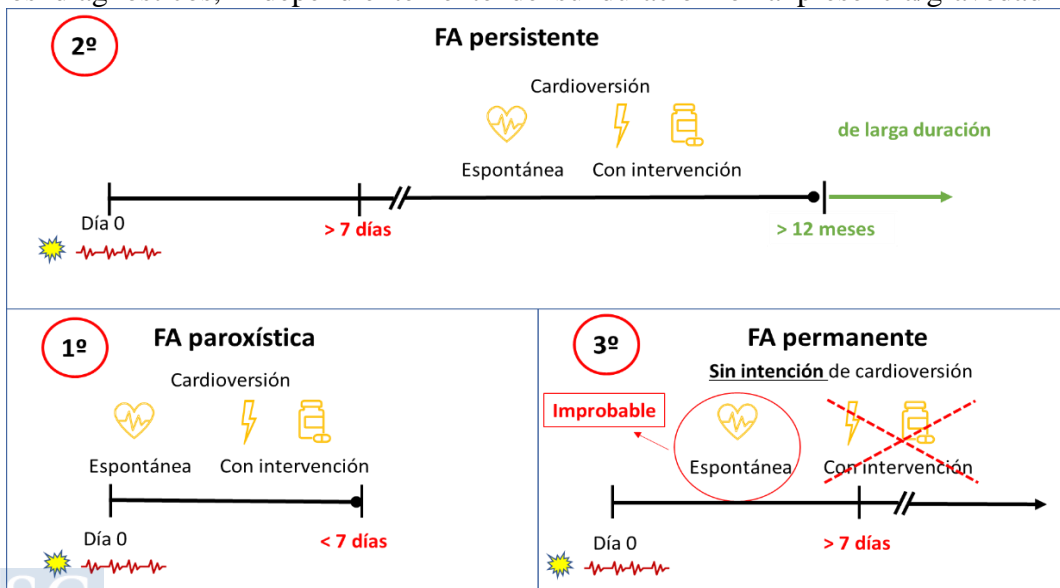 2º
FA persistente
Cardioversión
de larga duración
Espontánea Con intervención
Día 0
> 7 días
> 12 meses
1º
FA paroxística
Cardioversión
Espontánea Con intervención
Día 0
< 7 días
3º
FA permanente
Sin intención de cardioversión
Improbable
Espontánea Con intervención
Día 0
> 7 días